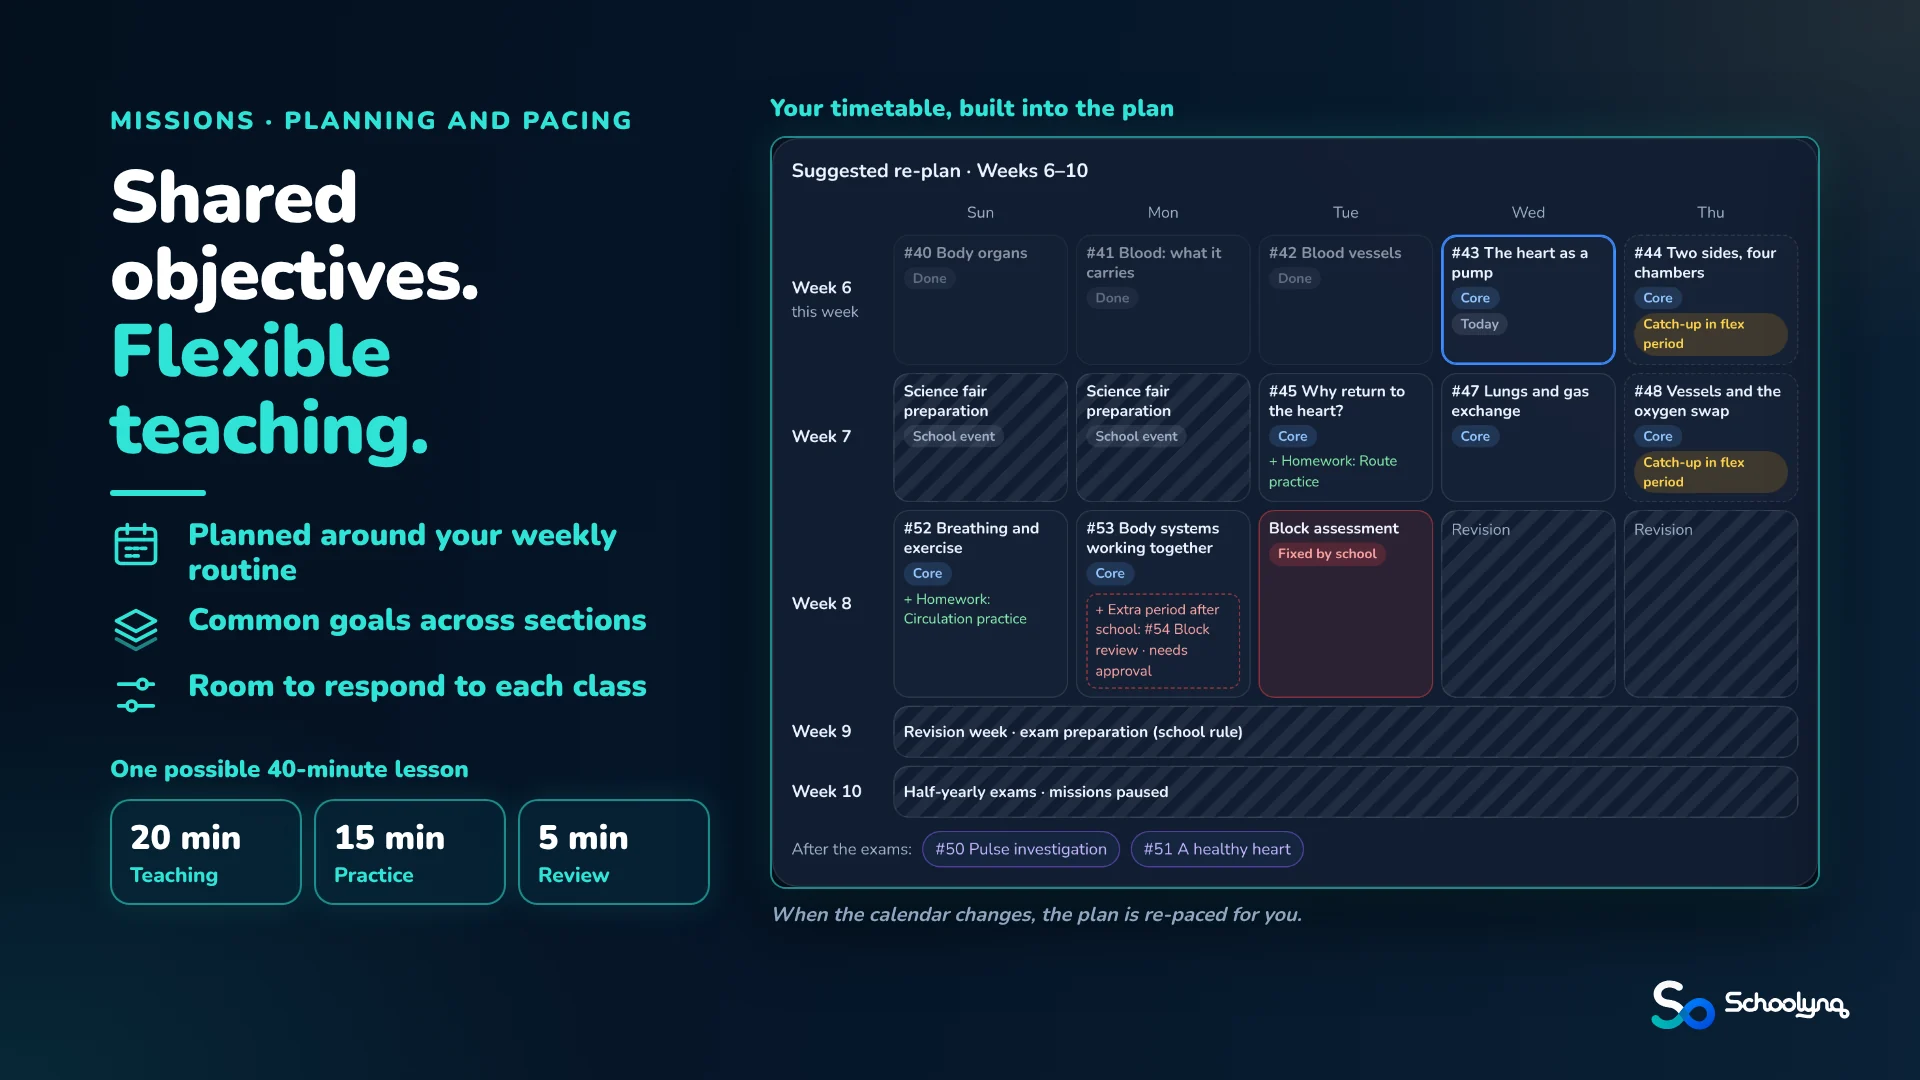 MISSIONS · PLANNING AND PACING
Shared
objectives.
Flexible
teaching.
Planned around your weekly
routine
Common goals across sections
Room to respond to each class
One possible 40-minute lesson
20 min
Teaching
15 min
Practice
5 min
Review
Your timetable, built into the plan
Suggested re-plan · Weeks 6–10
Sun
Mon
Tue
Wed
Thu
Week 6
this week
#40 Body organs
Done
#41 Blood: what it
carries
Done
#42 Blood vessels
Done
#43 The heart as a
pump
Core
Today
#44 Two sides, four
chambers
Core
Catch-up in flex
period
Week 7
Science fair
preparation
School event
Science fair
preparation
School event
#45 Why return to
the heart?
Core
+ Homework: Route
practice
#47 Lungs and gas
exchange
Core
#48 Vessels and the
oxygen swap
Core
Catch-up in flex
period
Week 8
#52 Breathing and
exercise
Core
+ Homework:
Circulation practice
#53 Body systems
working together
Core
+ Extra period after
school: #54 Block
review · needs
approval
Block assessment
Fixed by school
Revision
Revision
Week 9
Revision week · exam preparation (school rule)
Week 10
Half-yearly exams · missions paused
After the exams:
#50 Pulse investigation
#51 A healthy heart
When the calendar changes, the plan is re-paced for you.
Schoolynq